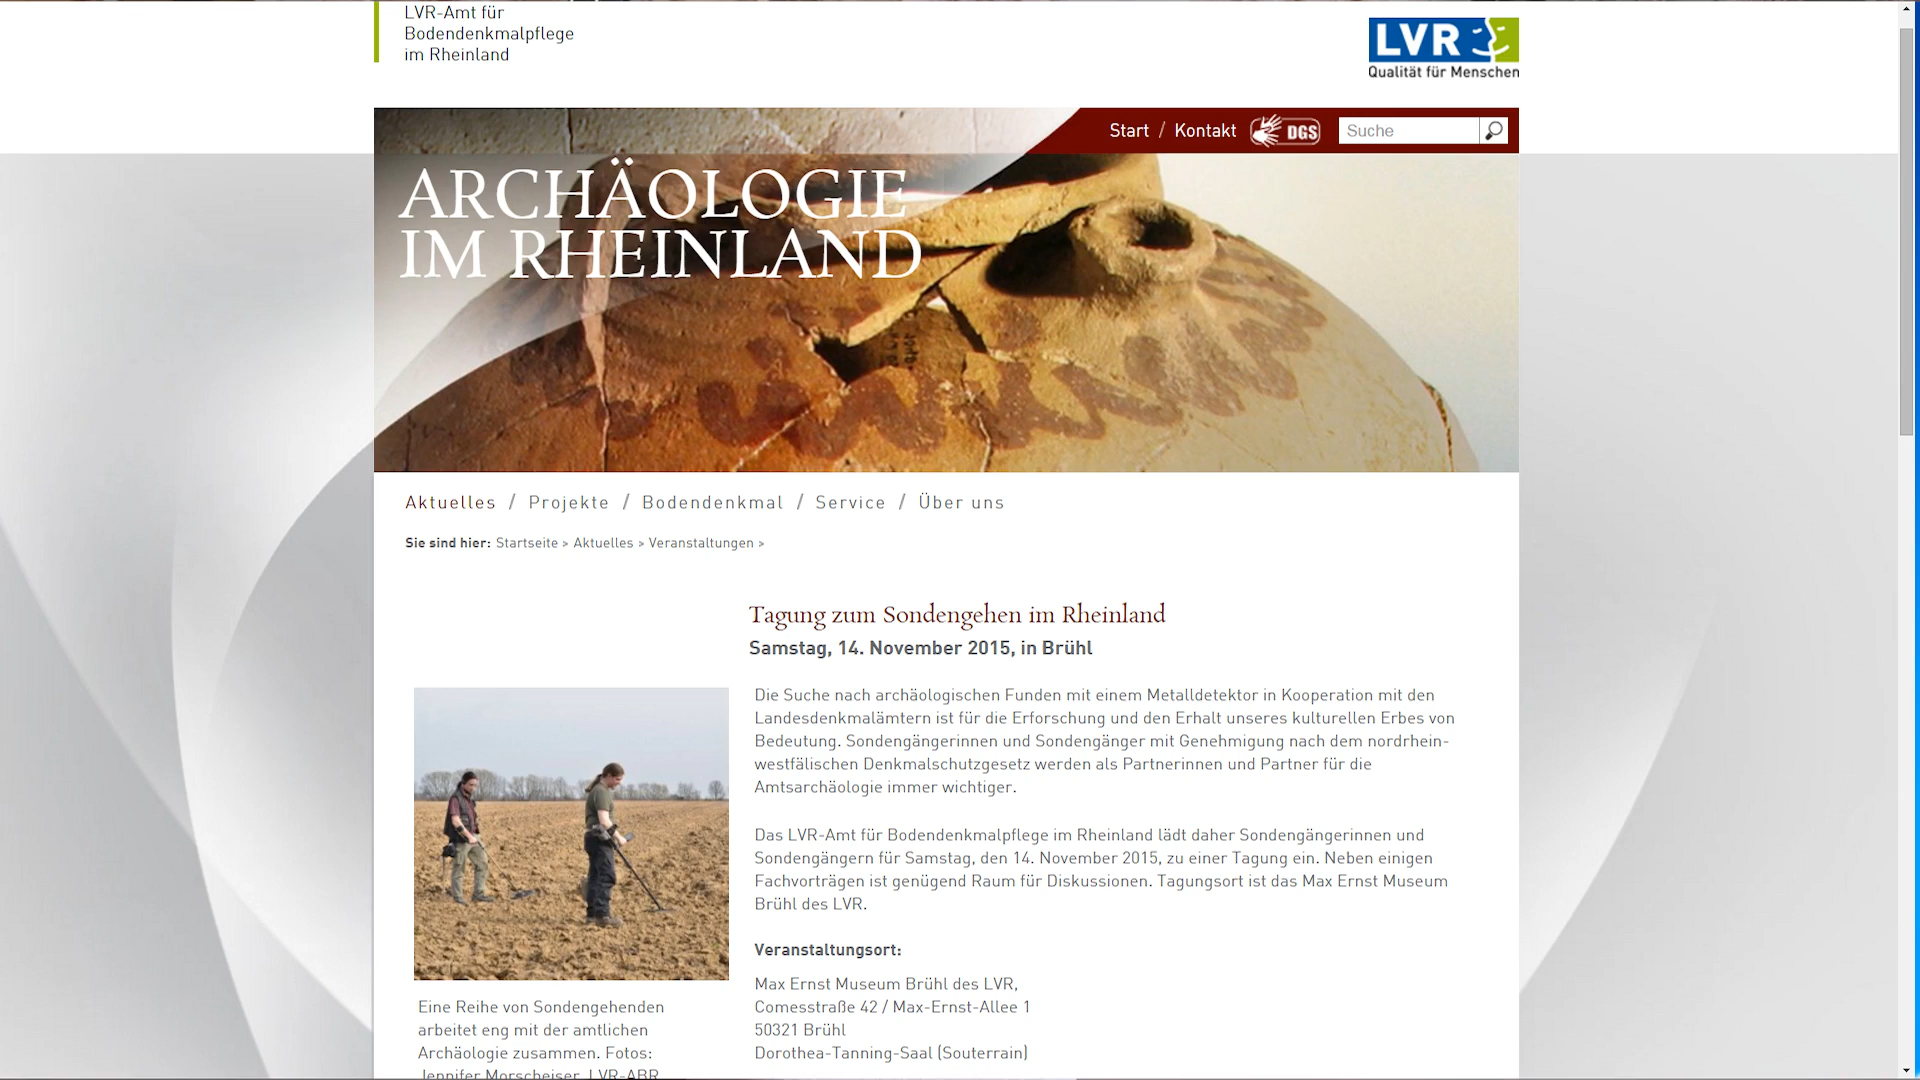 LVR-Amt für
Bodendenkmalpflege
im Rheinland
LVR
Qualität für Menschen
Start / Kontakt DGS Suche
ARCHÄOLOGIE
IM RHEINLAND
Aktuelles / Projekte / Bodendenkmal / Service / Über uns
Sie sind hier: Startseite > Aktuelles > Veranstaltungen >
Tagung zum Sondengehen im Rheinland
Samstag, 14. November 2015, in Brühl
Die Suche nach archäologischen Funden mit einem Metalldetektor in Kooperation mit den
Landesdenkmalämtern ist für die Erforschung und den Erhalt unseres kulturellen Erbes von
Bedeutung. Sondengängerinnen und Sondengänger mit Genehmigung nach dem nordrhein-
westfälischen Denkmalschutzgesetz werden als Partnerinnen und Partner für die
Amtsarchäologie immer wichtiger.
Das LVR-Amt für Bodendenkmalpflege im Rheinland lädt daher Sondengängerinnen und
Sondengängern für Samstag, den 14. November 2015, zu einer Tagung ein. Neben einigen
Fachvorträgen ist genügend Raum für Diskussionen. Tagungsort ist das Max Ernst Museum
Brühl des LVR.
Veranstaltungsort:
Max Ernst Museum Brühl des LVR,
Comesstraße 42 / Max-Ernst-Allee 1
50321 Brühl
Dorothea-Tanning-Saal (Souterrain)
Eine Reihe von Sondengehenden
arbeitet eng mit der amtlichen
Archäologie zusammen. Fotos:
Jennifer Morscheiser, LVR-ABR